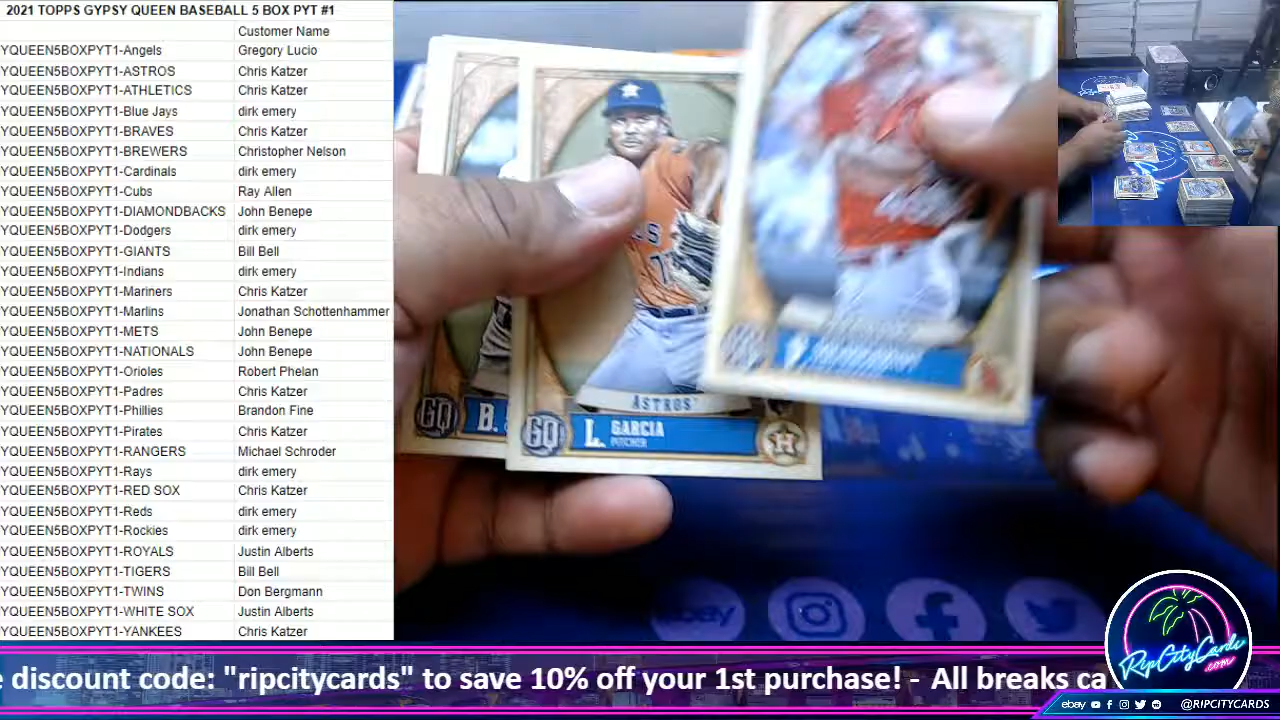 2021 TOPPS GYPSY QUEEN BASEBALL 5 BOX PYT #1
Customer Name
YQUEEN5BOXPYT1-Angels Gregory Lucio
YQUEEN5BOXPYT1-ASTROS Chris Katzer
YQUEEN5BOXPYT1-ATHLETICS Chris Katzer
YQUEEN5BOXPYT1-Blue Jays dirk emery
YQUEEN5BOXPYT1-BRAVES Chris Katzer
YQUEEN5BOXPYT1-BREWERS Christopher Nelson
YQUEEN5BOXPYT1-Cardinals dirk emery
YQUEEN5BOXPYT1-Cubs Ray Allen
YQUEEN5BOXPYT1-DIAMONDBACKS John Benepe
YQUEEN5BOXPYT1-Dodgers dirk emery
YQUEEN5BOXPYT1-GIANTS Bill Bell
YQUEEN5BOXPYT1-Indians dirk emery
YQUEEN5BOXPYT1-Mariners Chris Katzer
YQUEEN5BOXPYT1-Marlins Jonathan Schottenhammer
YQUEEN5BOXPYT1-METS John Benepe
YQUEEN5BOXPYT1-NATIONALS John Benepe
YQUEEN5BOXPYT1-Orioles Robert Phelan
YQUEEN5BOXPYT1-Padres Chris Katzer
YQUEEN5BOXPYT1-Phillies Brandon Fine
YQUEEN5BOXPYT1-Pirates Chris Katzer
YQUEEN5BOXPYT1-RANGERS Michael Schroder
YQUEEN5BOXPYT1-Rays dirk emery
YQUEEN5BOXPYT1-RED SOX Chris Katzer
YQUEEN5BOXPYT1-Reds dirk emery
YQUEEN5BOXPYT1-Rockies dirk emery
YQUEEN5BOXPYT1-ROYALS Justin Alberts
YQUEEN5BOXPYT1-TIGERS Bill Bell
YQUEEN5BOXPYT1-TWINS Don Bergmann
YQUEEN5BOXPYT1-WHITE SOX Justin Alberts
YQUEEN5BOXPYT1-YANKEES Chris Katzer
ASTROS
GQ B.
GQ L. GARCIA H
PITCHER
ebay
e discount code: "ripcitycards" to save 10% off your 1st purchase! - All breaks ca
RipCityCards
.com
ebay @RIPCITYCARDS